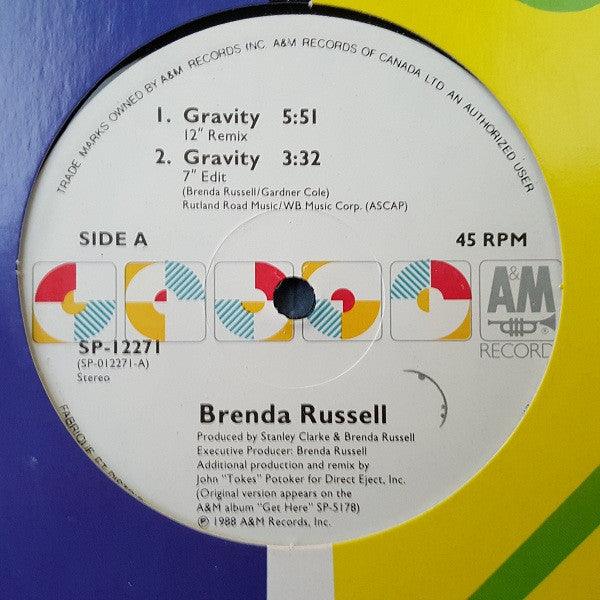 TRADE MARKS OWNED BY A&M RECORDS INC. A&M RECORDS OF CANADA LTD AN AUTHORIZED USER
1. Gravity 5:51
12" Remix
2. Gravity 3:32
7" Edit
(Brenda Russell/Gardner Cole)
Rutland Road Music/WB Music Corp. (ASCAP)
SIDE A
45 RPM
A&M
RECORD
SP-12271
(SP-012271-A)
Stereo
Brenda Russell
Produced by Stanley Clarke & Brenda Russell
Executive Producer: Brenda Russell
Additional production and remix by
John "Tokes" Potoker for Direct Eject, Inc.
(Original version appears on the
A&M album "Get Here" SP-5178)
℗ 1988 A&M Records, Inc.
FABRIQUE ET